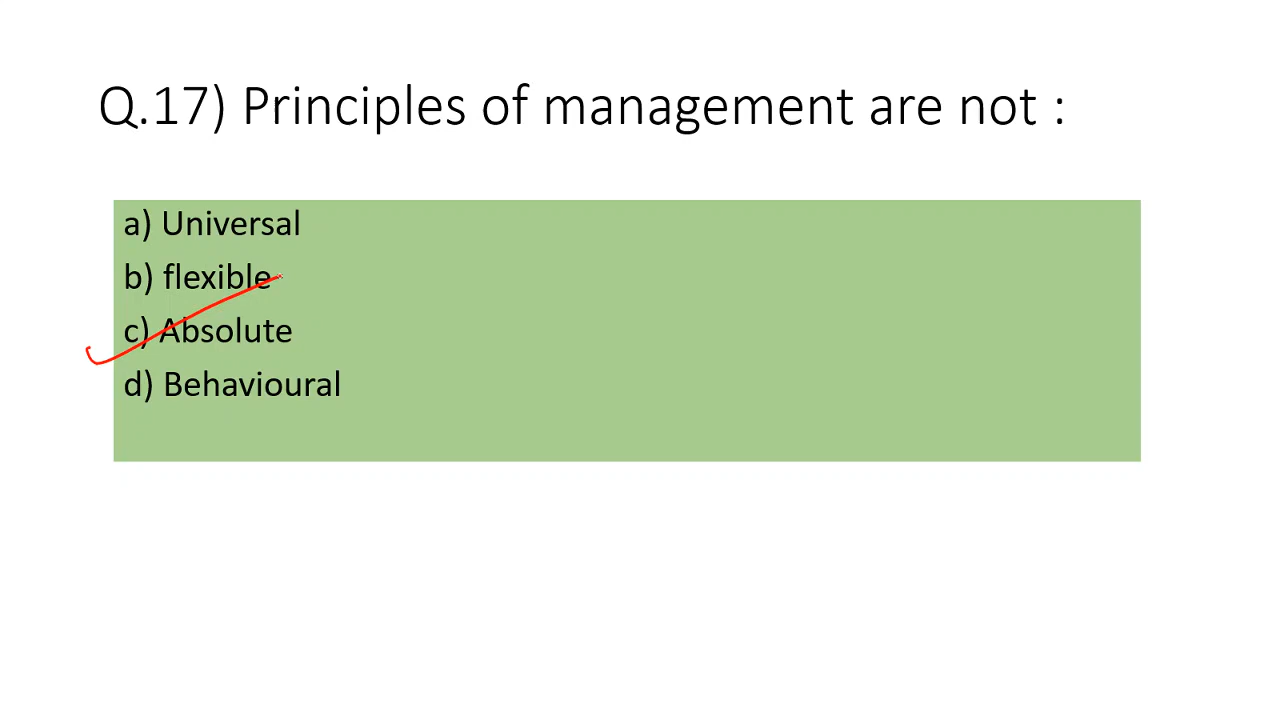 Q.17) Principles of management are not :
a) Universal
b) flexible
c) Absolute
d) Behavioural